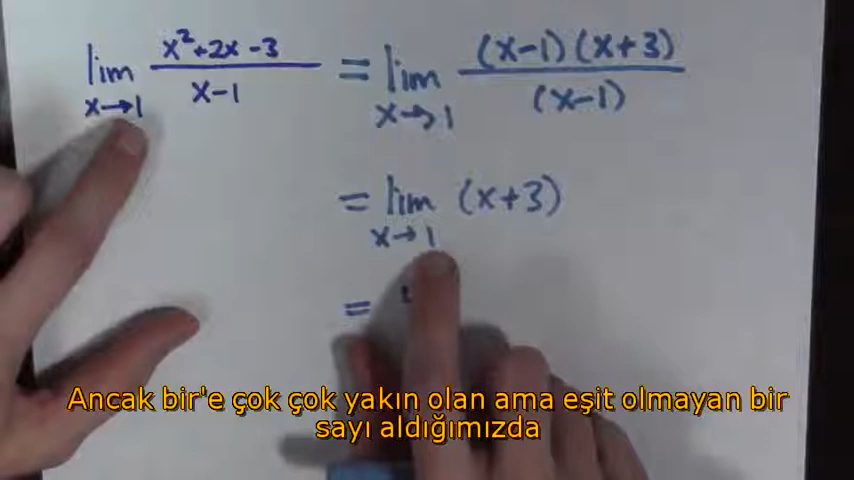 lim x→1 x²+2x-3 / x-1 = lim x→1 (x-1)(x+3) / (x-1)
= lim x→1 (x+3)
=
Ancak bir'e çok çok yakın olan ama eşit olmayan bir
sayı aldığımızda